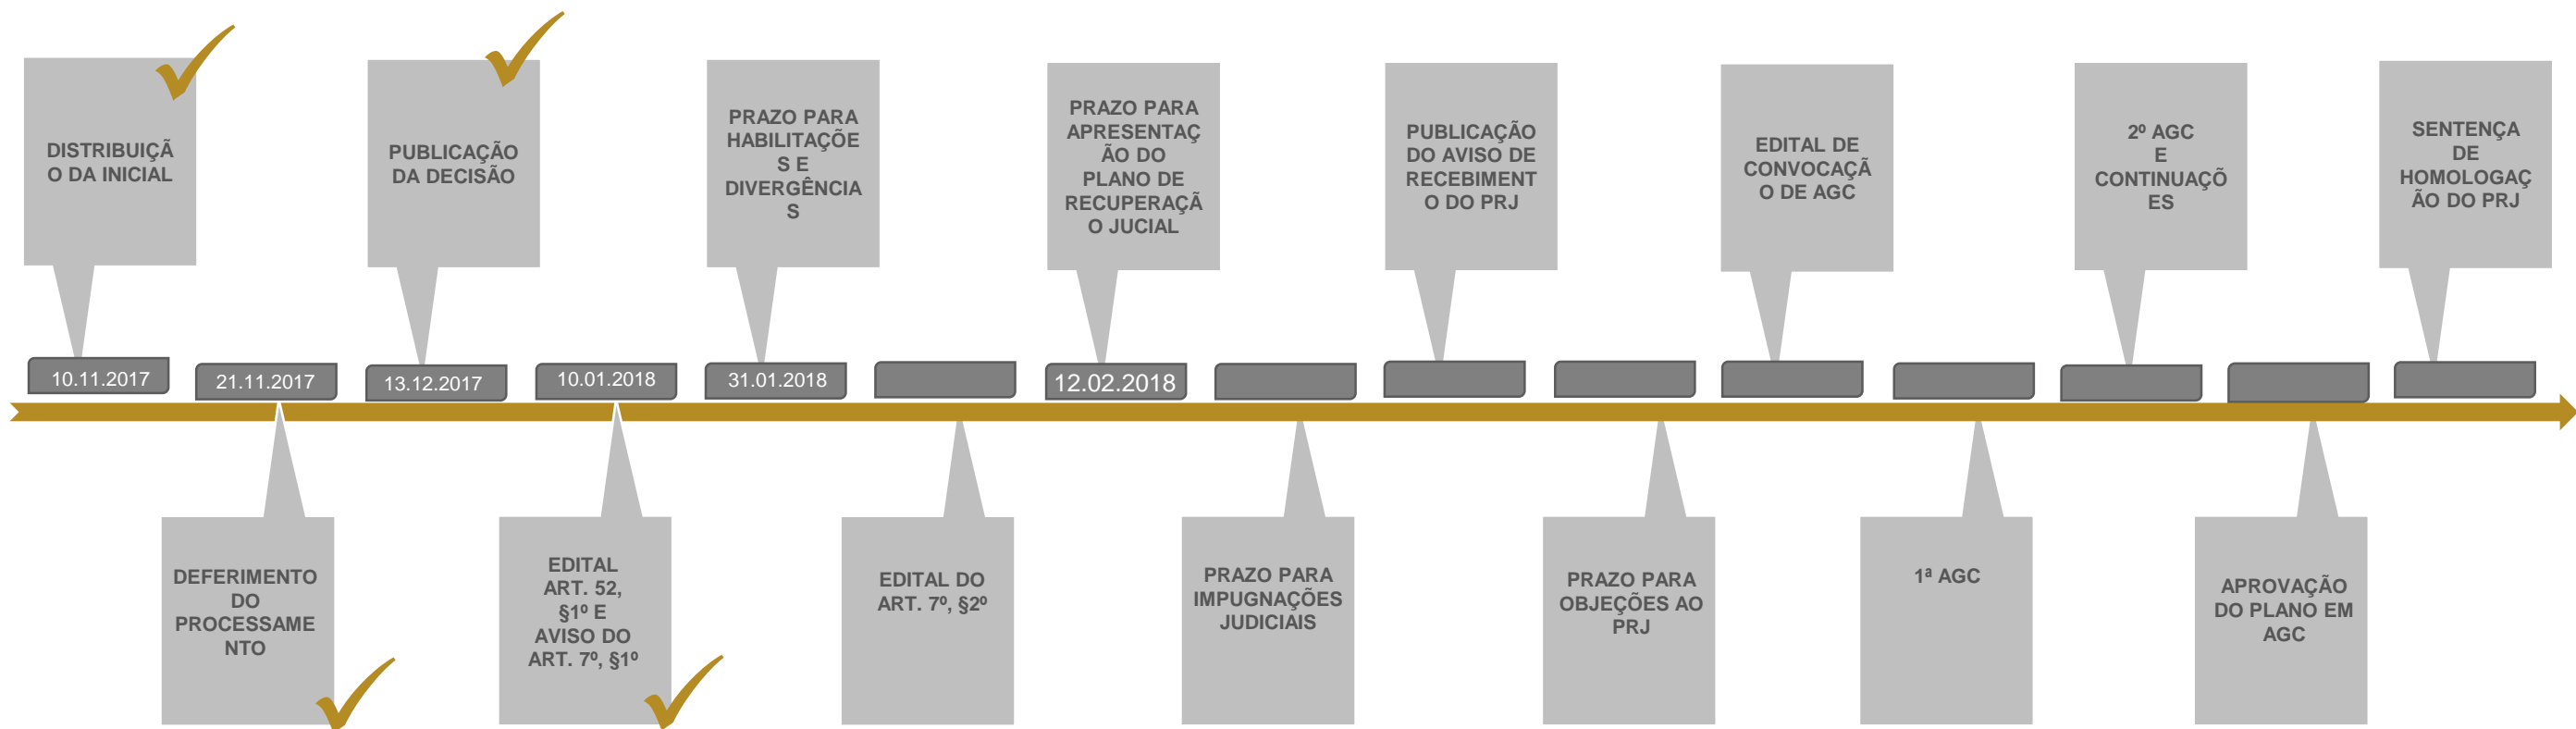 DISTRIBUIÇÃ
O DA INICIAL
PUBLICAÇÃO
DA DECISÃO
PRAZO PARA
HABILITAÇÕE
S E
DIVERGÊNCIA
S
PRAZO PARA
APRESENTAÇ
ÃO DO
PLANO DE
RECUPERAÇÃ
O JUCIAL
PUBLICAÇÃO
DO AVISO DE
RECEBIMENT
O DO PRJ
EDITAL DE
CONVOCAÇÃ
O DE AGC
2º AGC
E
CONTINUAÇÕ
ES
SENTENÇA
DE
HOMOLOGAÇ
ÃO DO PRJ
10.11.2017
21.11.2017
13.12.2017
10.01.2018
31.01.2018
12.02.2018
DEFERIMENTO
DO
PROCESSAME
NTO
EDITAL
ART. 52,
§1º E
AVISO DO
ART. 7º, §1º
EDITAL DO
ART. 7º, §2º
PRAZO PARA
IMPUGNAÇÕES
JUDICIAIS
PRAZO PARA
OBJEÇÕES AO
PRJ
1ª AGC
APROVAÇÃO
DO PLANO EM
AGC